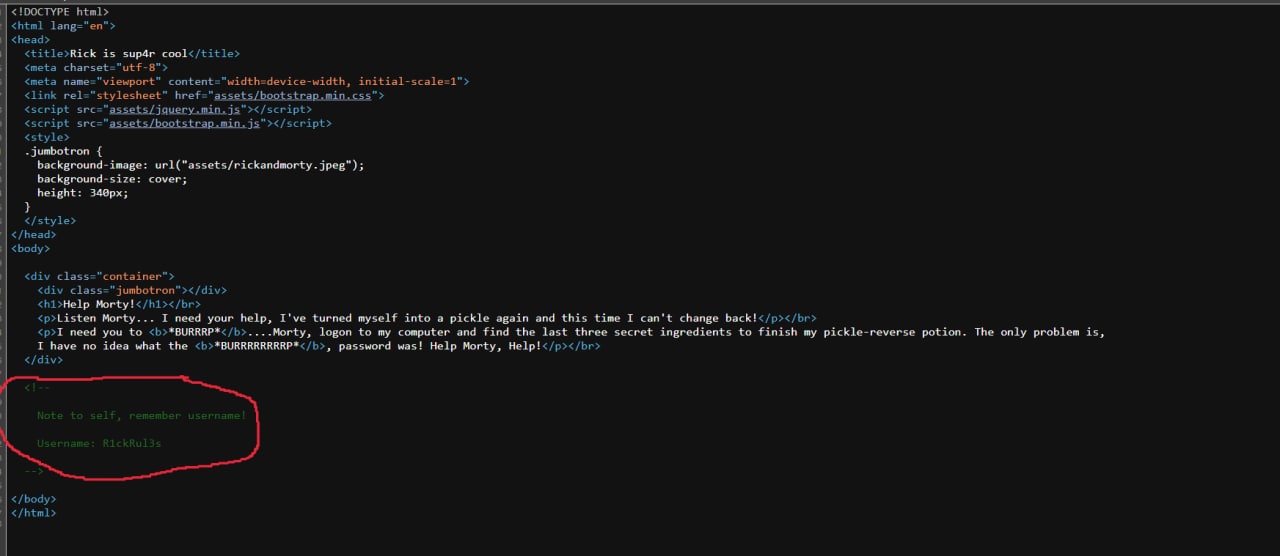 <!DOCTYPE html>
<html lang="en">
<head>
  <title>Rick is sup4r cool</title>
  <meta charset="utf-8">
  <meta name="viewport" content="width=device-width, initial-scale=1">
  <link rel="stylesheet" href="assets/bootstrap.min.css">
  <script src="assets/jquery.min.js"></script>
  <script src="assets/bootstrap.min.js"></script>
  <style>
  .jumbotron {
    background-image: url("assets/rickandmorty.jpeg");
    background-size: cover;
    height: 340px;
  }
  </style>
</head>
<body>

  <div class="container">
    <div class="jumbotron"></div>
    <h1>Help Morty!</h1></br>
    <p>Listen Morty... I need your help, I've turned myself into a pickle again and this time I can't change back!</p></br>
    <p>I need you to <b>*BURRRP*</b>....Morty, logon to my computer and find the last three secret ingredients to finish my pickle-reverse potion. The only problem is,
    I have no idea what the <b>*BURRRRRRRRP*</b>, password was! Help Morty, Help!</p></br>
  </div>

  <!--

    Note to self, remember username!

    Username: R1ckRul3s

  -->

</body>
</html>